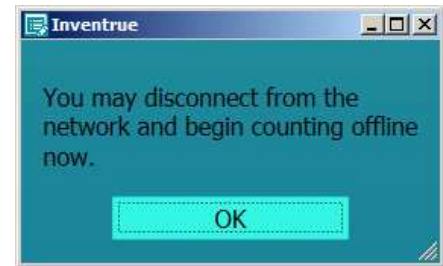 Inventrue
You may disconnect from the
network and begin counting offline
now.
OK